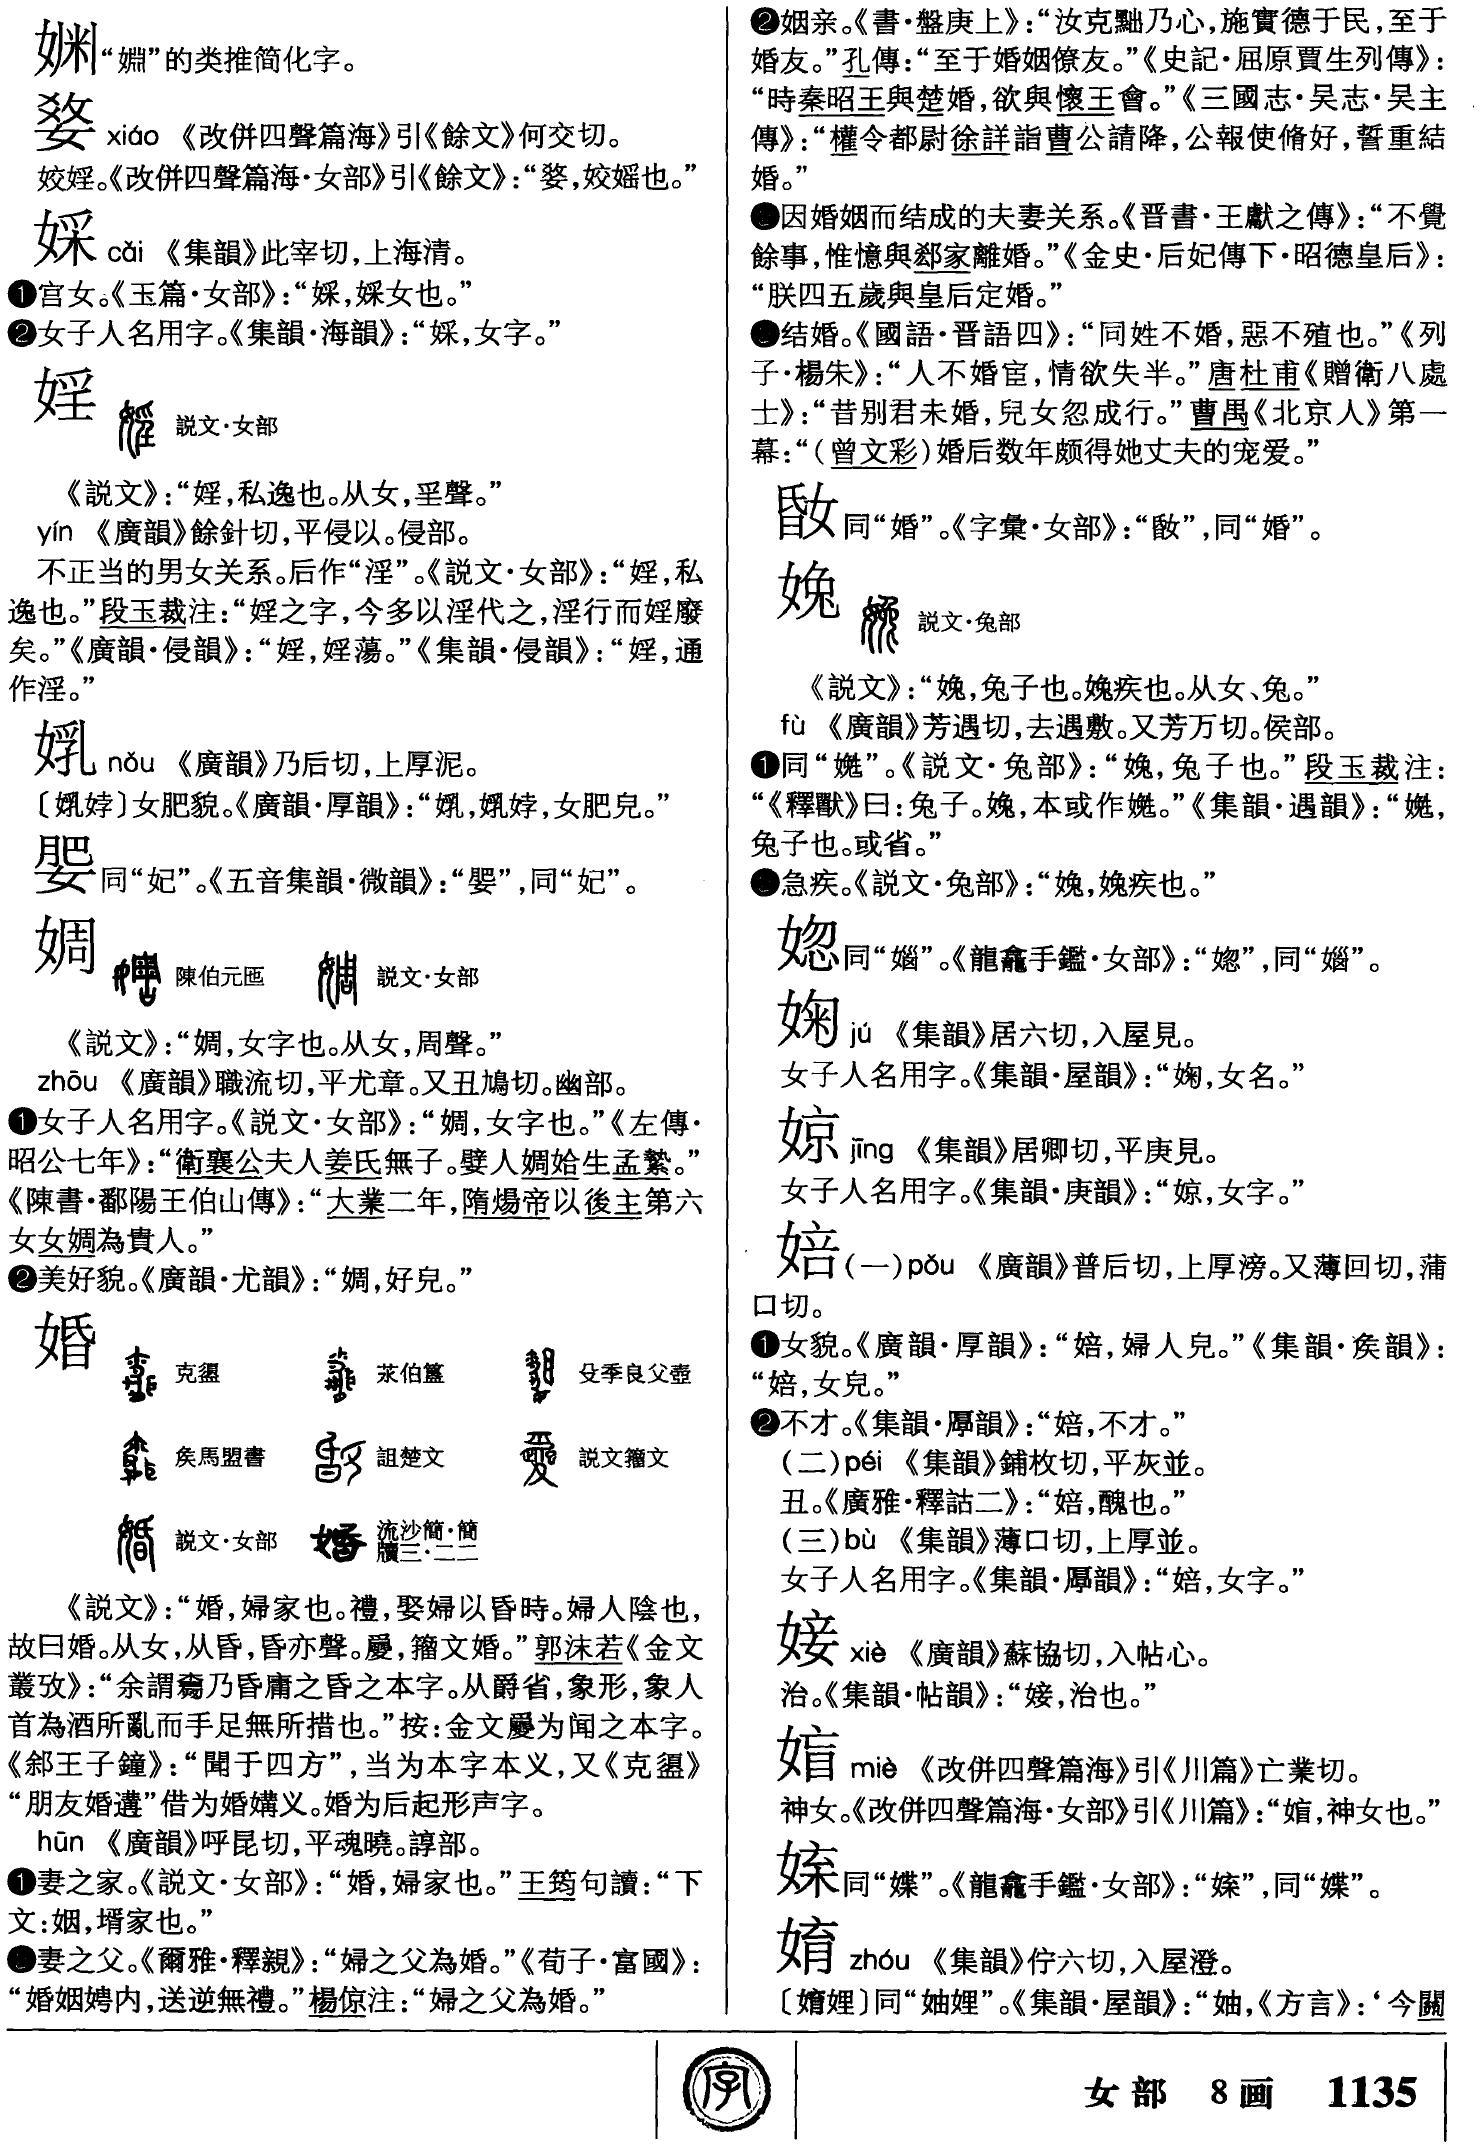 㛂“嫻”的类推简化字。
㛐 xiáo 《改併四聲篇海》引《餘文》何交切。
姣婬。《改併四聲篇海·女部》引《餘文》：“㛐，姣媱也。”
婇 cǎi 《集韻》此宰切，上海清。
❶宫女。《玉篇·女部》：“婇，婇女也。”
❷女子人名用字。《集韻·海韻》：“婇，女字。”
婬 説文·女部
《説文》：“婬，私逸也。从女，㸒聲。”
yín 《廣韻》餘針切，平侵以。侵部。
不正当的男女关系。后作“淫”。《説文·女部》：“婬，私
逸也。”段玉裁注：“婬之字，今多以淫代之，淫行而婬廢
矣。”《廣韻·侵韻》：“婬，婬蕩。”《集韻·侵韻》：“婬，通
作淫。”
㛅 nǒu 《廣韻》乃后切，上厚泥。
〔㛅㛁〕女肥貌。《廣韻·厚韻》：“㛅，㛅㛁，女肥皃。”
婯同“妃”。《五音集韻·微韻》：“婯”，同“妃”。
婤 陳伯元匜 説文·女部
《説文》：“婤，女字也。从女，周聲。”
zhōu 《廣韻》職流切，平尤章。又丑鳩切。幽部。
❶女子人名用字。《説文·女部》：“婤，女字也。”《左傳·
昭公七年》：“衛襄公夫人姜氏無子。嬖人婤姶生孟縶。”
《陳書·鄱陽王伯山傳》：“大業二年，隋煬帝以後主第六
女女婤為貴人。”
❷美好貌。《廣韻·尤韻》：“婤，好皃。”
婚 克盨 㠱伯簋 殳季良父壺
矦馬盟書 詛楚文 説文籀文
説文·女部 流沙簡·簡牘三·二二
《説文》：“婚，婦家也。禮，娶婦以昏時。婦人陰也，
故曰婚。从女，从昏，昏亦聲。㜰，籀文婚。”郭沫若《金文
叢攷》：“余謂乃昏庸之昏之本字。从爵省，象形，象人
首為酒所亂而手足無所措也。”按：金文㜰为闻之本字。
《䣄王子鐘》：“聞于四方”，当为本字本义，又《克盨》
“朋友婚遘”借为婚媾义。婚为后起形声字。
hūn 《廣韻》呼昆切，平魂曉。諄部。
❶妻之家。《説文·女部》：“婚，婦家也。”王筠句讀：“下
文：姻，壻家也。”
❷妻之父。《爾雅·釋親》：“婦之父為婚。”《荀子·富國》：
“婚姻娉内，送逆無禮。”楊倞注：“婦之父為婚。”
❷姻亲。《書·盤庚上》：“汝克黜乃心，施實德于民，至于
婚友。”孔傳：“至于婚姻僚友。”《史記·屈原賈生列傳》：
“時秦昭王與楚婚，欲與懷王會。”《三國志·吴志·吴主
傳》：“權令都尉徐詳詣曹公請降，公報使脩好，誓重結
婚。”
因婚姻而结成的夫妻关系。《晋書·王獻之傳》：“不覺
餘事，惟憶與郄家離婚。”《金史·后妃傳下·昭德皇后》：
“朕四五歲與皇后定婚。”
结婚。《國語·晋語四》：“同姓不婚，惡不殖也。”《列
子·楊朱》：“人不婚宦，情欲失半。”唐杜甫《贈衛八處
士》：“昔别君未婚，兒女忽成行。”曹禺《北京人》第一
幕：“（曾文彩）婚后数年颇得她丈夫的宠爱。”
同“婚”。《字彙·女部》：“”，同“婚”。
娩 説文·兔部
《説文》：“娩，兔子也。娩疾也。从女、兔。”
fù 《廣韻》芳遇切，去遇敷。又芳万切。侯部。
❶同“㜯”。《説文·兔部》：“娩，兔子也。”段玉裁注：
“《釋獸》曰：兔子。娩，本或作㜯。”《集韻·遇韻》：“㜯，
兔子也。或省。”
急疾。《説文·兔部》：“娩，娩疾也。”
㛴同“㛴”。《龍龕手鑑·女部》：“㛴”，同“㛴”。
婅 jú 《集韻》居六切，入屋見。
女子人名用字。《集韻·屋韻》：“婅，女名。”
婛 jīng 《集韻》居卿切，平庚見。
女子人名用字。《集韻·庚韻》：“婛，女字。”
婄（一）pǒu 《廣韻》普后切，上厚滂。又薄回切，蒲
口切。
❶女貌。《廣韻·厚韻》：“婄，婦人皃。”《集韻·矦韻》：
“婄，女皃。”
❷不才。《集韻·厚韻》：“婄，不才。”
（二）péi 《集韻》鋪枚切，平灰並。
丑。《廣雅·釋詁二》：“婄，醜也。”
（三）bù 《集韻》薄口切，上厚並。
女子人名用字。《集韻·厚韻》：“婄，女字。”
婡 xiè 《廣韻》蘇協切，入帖心。
治。《集韻·帖韻》：“，治也。”
miè 《改併四聲篇海》引《川篇》亡業切。
神女。《改併四聲篇海·女部》引《川篇》：“，神女也。”
同“媟”。《龍龕手鑑·女部》：“”，同“媟”。
zhóu 《集韻》佇六切，入屋澄。
〔娌〕同“妯娌”。《集韻·屋韻》：“妯，《方言》：‘今關
女部 8画 1135